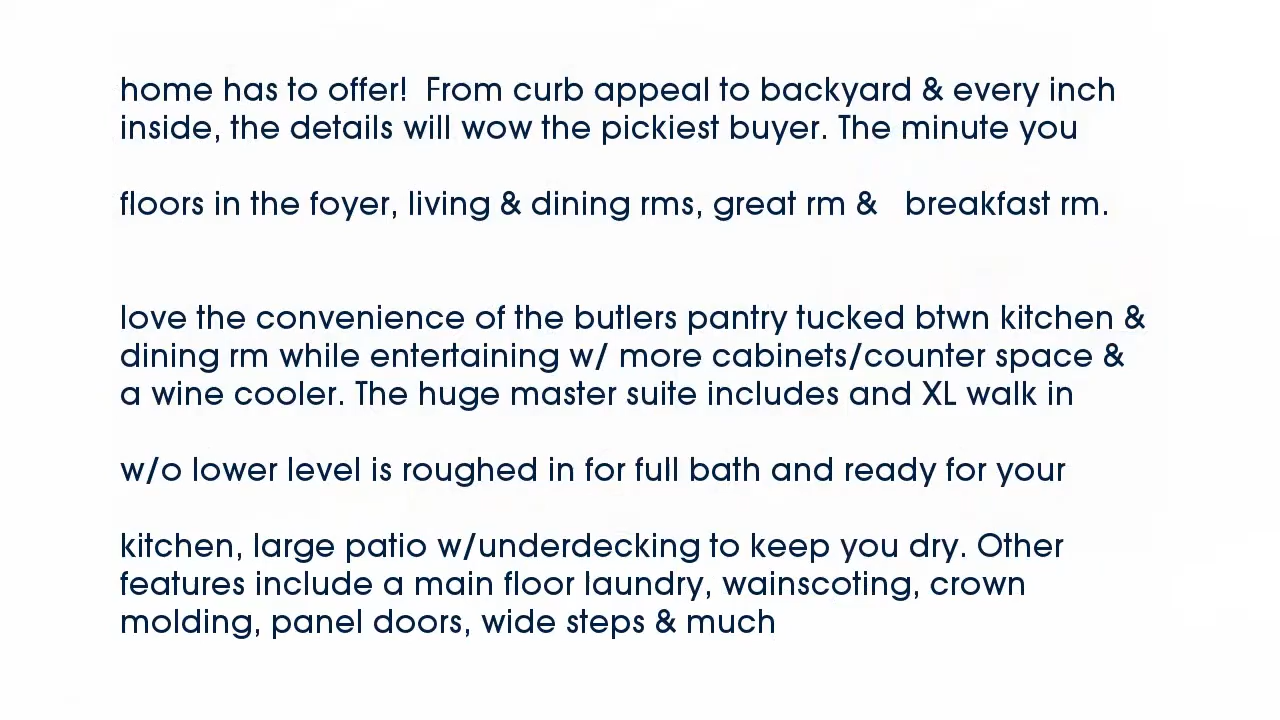 home has to offer!  From curb appeal to backyard & every inch
inside, the details will wow the pickiest buyer. The minute you
floors in the foyer, living & dining rms, great rm &   breakfast rm.
love the convenience of the butlers pantry tucked btwn kitchen &
dining rm while entertaining w/ more cabinets/counter space &
a wine cooler. The huge master suite includes and XL walk in
w/o lower level is roughed in for full bath and ready for your
kitchen, large patio w/underdecking to keep you dry. Other
features include a main floor laundry, wainscoting, crown
molding, panel doors, wide steps & much